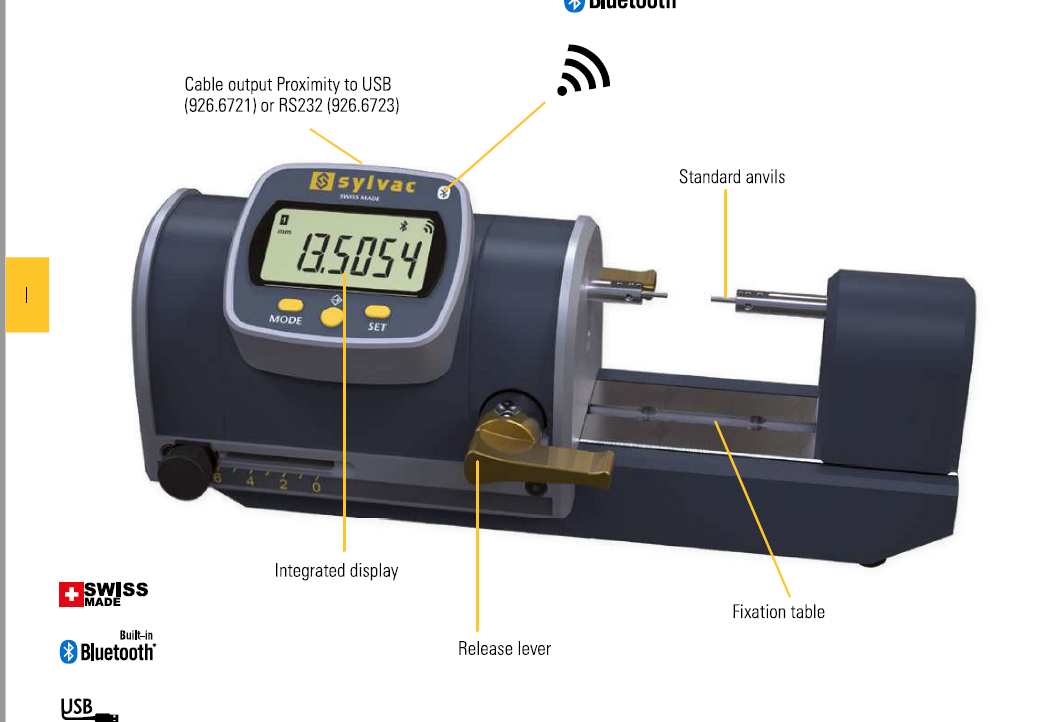 Bluetooth
Cable output Proximity to USB
(926.6721) or RS232 (926.6723)
sylvac
SWISS MADE
Standard anvils
1
mm
13.5054
MODE
SET
I
6 4 2 0
Integrated display
Fixation table
Release lever
SWISS
MADE
Built-in
Bluetooth*
USB